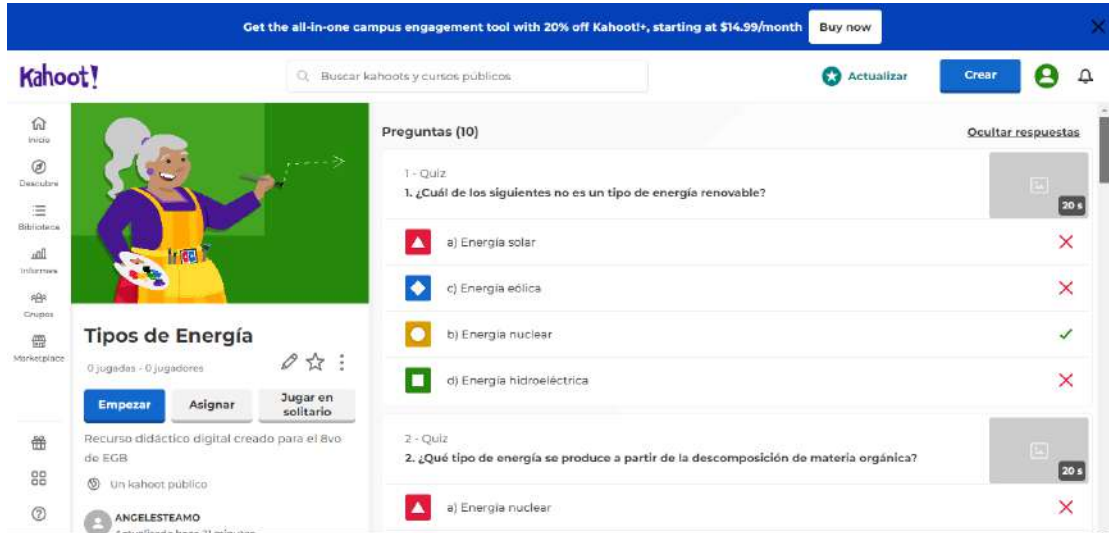 Get the all-in-one campus engagement tool with 20% off Kahoot!+, starting at $14.99/month
Buy now
Kahoot!
Buscar kahoots y cursos públicos
Actualizar
Crear
Inicio
Descubre
Biblioteca
Informes
Grupos
Marketplace
Tipos de Energía
0 jugadas - 0 jugadores
Empezar
Asignar
Jugar en
solitario
Recurso didáctico digital creado para el 8vo
de EGB
Un kahoot público
ANGELESTEAMO
Preguntas (10)
Ocultar respuestas
1 - Quiz
1. ¿Cuál de los siguientes no es un tipo de energía renovable?
20 s
a) Energía solar
c) Energía eólica
b) Energía nuclear
d) Energía hidroeléctrica
2 - Quiz
2. ¿Qué tipo de energía se produce a partir de la descomposición de materia orgánica?
20 s
a) Energía nuclear